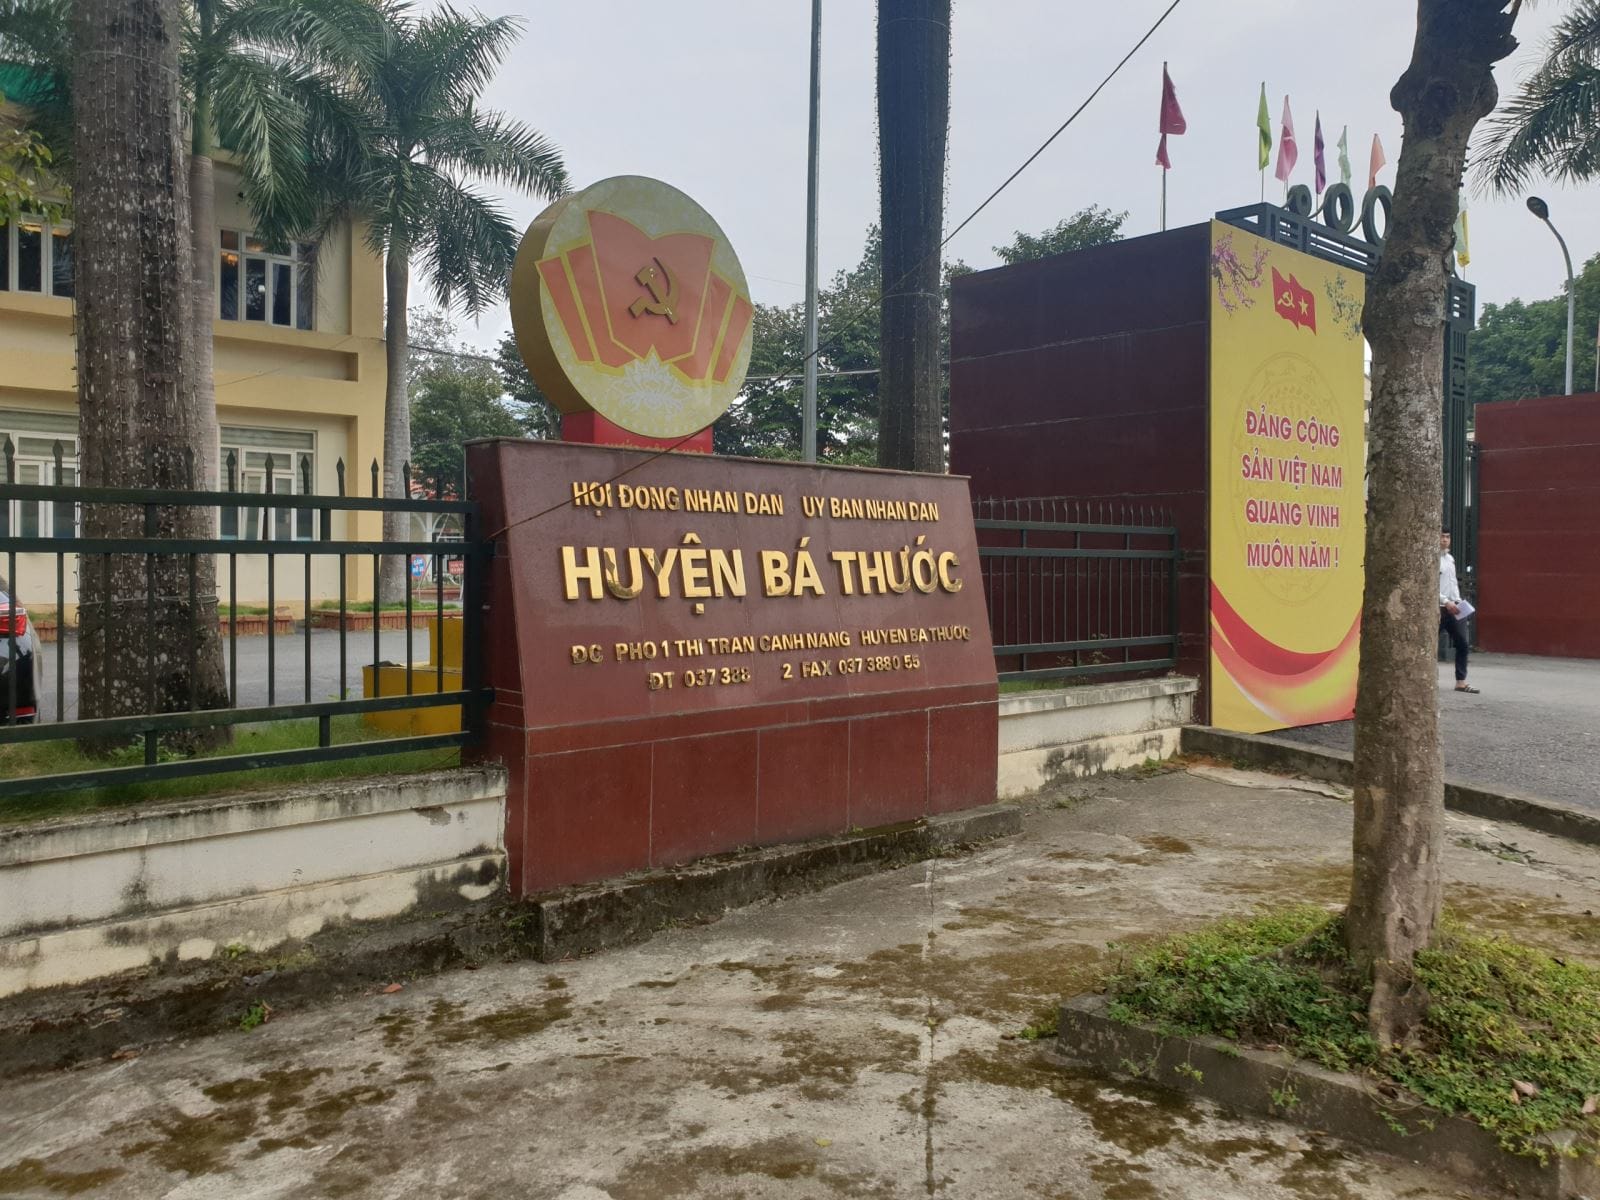 HỘI ĐONG NHAN DAN UY BAN NHAN DAN
HUYỆN BÁ THƯỚC
ĐC PHO 1 THI TRAN CANH NANG HUYEN BA THƯƠC
ĐT 037 388 2 FAX 037 3880 55
ĐẢNG CỘNG
SẢN VIỆT NAM
QUANG VINH
MUÔN NĂM !